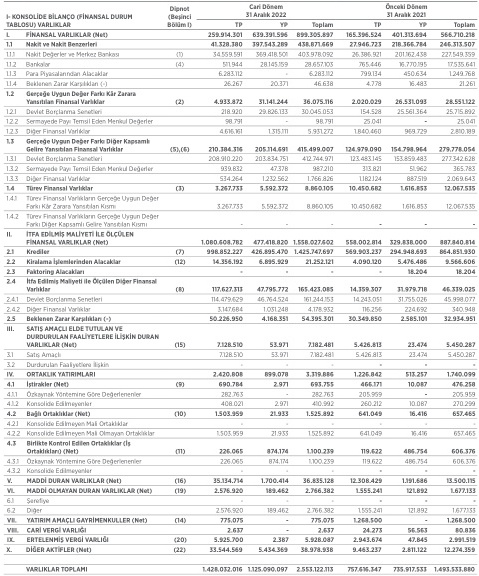 I- KONSOLİDE BİLANÇO (FİNANSAL DURUM TABLOSU) VARLIKLAR Dipnot (Beşinci Bölüm I) Cari Dönem 31 Aralık 2022 Önceki Dönem 31 Aralık 2021
TP YP Toplam TP YP Toplam
I. FİNANSAL VARLIKLAR (Net) 259.914.301 639.391.596 899.305.897 165.396.524 401.313.694 566.710.218
1.1 Nakit ve Nakit Benzerleri 41.328.380 397.543.289 438.871.669 27.946.723 218.366.784 246.313.507
1.1.1 Nakit Değerler ve Merkez Bankası (1) 34.559.591 369.418.501 403.978.092 26.386.921 201.162.438 227.549.359
1.1.2 Bankalar (4) 511.944 28.145.159 28.657.103 765.446 16.770.195 17.535.641
1.1.3 Para Piyasalarından Alacaklar 6.283.112 - 6.283.112 799.134 450.634 1.249.768
1.1.4 Beklenen Zarar Karşılıkları (-) 26.267 20.371 46.638 4.778 16.483 21.261
1.2 Gerçeğe Uygun Değer Farkı Kâr Zarara
Yansıtılan Finansal Varlıklar (2) 4.933.872 31.141.244 36.075.116 2.020.029 26.531.093 28.551.122
1.2.1 Devlet Borçlanma Senetleri 218.920 29.826.133 30.045.053 154.528 25.561.364 25.715.892
1.2.2 Sermayede Payı Temsil Eden Menkul Değerler 98.791 - 98.791 25.041 - 25.041
1.2.3 Diğer Finansal Varlıklar 4.616.161 1.315.111 5.931.272 1.840.460 969.729 2.810.189
1.3 Gerçeğe Uygun Değer Farkı Diğer Kapsamlı
Gelire Yansıtılan Finansal Varlıklar (5),(6) 210.384.316 205.114.691 415.499.007 124.979.090 154.798.964 279.778.054
1.3.1 Devlet Borçlanma Senetleri 208.910.220 203.834.751 412.744.971 123.483.145 153.859.483 277.342.628
1.3.2 Sermayede Payı Temsil Eden Menkul Değerler 939.832 47.378 987.210 313.821 51.962 365.783
1.3.3 Diğer Finansal Varlıklar 534.264 1.232.562 1.766.826 1.182.124 887.519 2.069.643
1.4 Türev Finansal Varlıklar (3) 3.267.733 5.592.372 8.860.105 10.450.682 1.616.853 12.067.535
1.4.1 Türev Finansal Varlıkların Gerçeğe Uygun Değer
Farkı Kâr Zarara Yansıtılan Kısmı 3.267.733 5.592.372 8.860.105 10.450.682 1.616.853 12.067.535
1.4.2 Türev Finansal Varlıkların Gerçeğe Uygun Değer
Farkı Diğer Kapsamlı Gelire Yansıtılan Kısmı - - - - - -
II. İTFA EDİLMİŞ MALİYETİ İLE ÖLÇÜLEN
FİNANSAL VARLIKLAR (Net) 1.080.608.782 477.418.820 1.558.027.602 558.002.814 329.838.000 887.840.814
2.1 Krediler (7) 998.852.227 426.895.470 1.425.747.697 569.903.237 294.948.693 864.851.930
2.2 Kiralama İşlemlerinden Alacaklar (12) 14.356.192 6.895.929 21.252.121 4.090.120 5.476.486 9.566.606
2.3 Faktoring Alacakları - - - - 18.204 18.204
2.4 İtfa Edilmiş Maliyeti ile Ölçülen Diğer Finansal
Varlıklar (8) 117.627.313 47.795.772 165.423.085 14.359.307 31.979.718 46.339.025
2.4.1 Devlet Borçlanma Senetleri 114.479.629 46.764.524 161.244.153 14.243.051 31.755.026 45.998.077
2.4.2 Diğer Finansal Varlıklar 3.147.684 1.031.248 4.178.932 116.256 224.692 340.948
2.5 Beklenen Zarar Karşılıkları (-) 50.226.950 4.168.351 54.395.301 30.349.850 2.585.101 32.934.951
III. SATIŞ AMAÇLI ELDE TUTULAN VE
DURDURULAN FAALİYETLERE İLİŞKİN DURAN
VARLIKLAR (Net) (15) 7.128.510 53.971 7.182.481 5.426.813 23.474 5.450.287
3.1 Satış Amaçlı 7.128.510 53.971 7.182.481 5.426.813 23.474 5.450.287
3.2 Durdurulan Faaliyetlere İlişkin - - - - - -
IV. ORTAKLIK YATIRIMLARI 2.420.808 899.078 3.319.886 1.226.842 513.257 1.740.099
4.1 İştirakler (Net) (9) 690.784 2.971 693.755 466.171 10.087 476.258
4.1.1 Özkaynak Yöntemine Göre Değerlenenler 282.763 - 282.763 205.959 - 205.959
4.1.2 Konsolide Edilmeyenler 408.021 2.971 410.992 260.212 10.087 270.299
4.2 Bağlı Ortaklıklar (Net) (10) 1.503.959 21.933 1.525.892 641.049 16.416 657.465
4.2.1 Konsolide Edilmeyen Mali Ortaklıklar - - - - - -
4.2.2 Konsolide Edilmeyen Mali Olmayan Ortaklıklar 1.503.959 21.933 1.525.892 641.049 16.416 657.465
4.3 Birlikte Kontrol Edilen Ortaklıklar (İş
Ortaklıkları) (Net) (11) 226.065 874.174 1.100.239 119.622 486.754 606.376
4.3.1 Özkaynak Yöntemine Göre Değerlenenler 226.065 874.174 1.100.239 119.622 486.754 606.376
4.3.2 Konsolide Edilmeyenler - - - - - -
V. MADDİ DURAN VARLIKLAR (Net) (16) 35.134.714 1.700.414 36.835.128 12.308.429 1.191.686 13.500.115
VI. MADDİ OLMAYAN DURAN VARLIKLAR (Net) (19) 2.576.920 189.462 2.766.382 1.555.241 121.892 1.677.133
6.1 Şerefiye - - - - - -
6.2 Diğer 2.576.920 189.462 2.766.382 1.555.241 121.892 1.677.133
VII. YATIRIM AMAÇLI GAYRİMENKULLER (Net) (14) 775.075 - 775.075 1.268.500 - 1.268.500
VIII. CARİ VERGİ VARLIĞI 2.637 - 2.637 24.273 56.563 80.836
IX. ERTELENMİŞ VERGİ VARLIĞI (20) 5.925.700 2.387 5.928.087 2.943.674 47.845 2.991.519
X. DİĞER AKTİFLER (Net) (22) 33.544.569 5.434.369 38.978.938 9.463.237 2.811.122 12.274.359
VARLIKLAR TOPLAMI 1.428.032.016 1.125.090.097 2.553.122.113 757.616.347 735.917.533 1.493.533.880